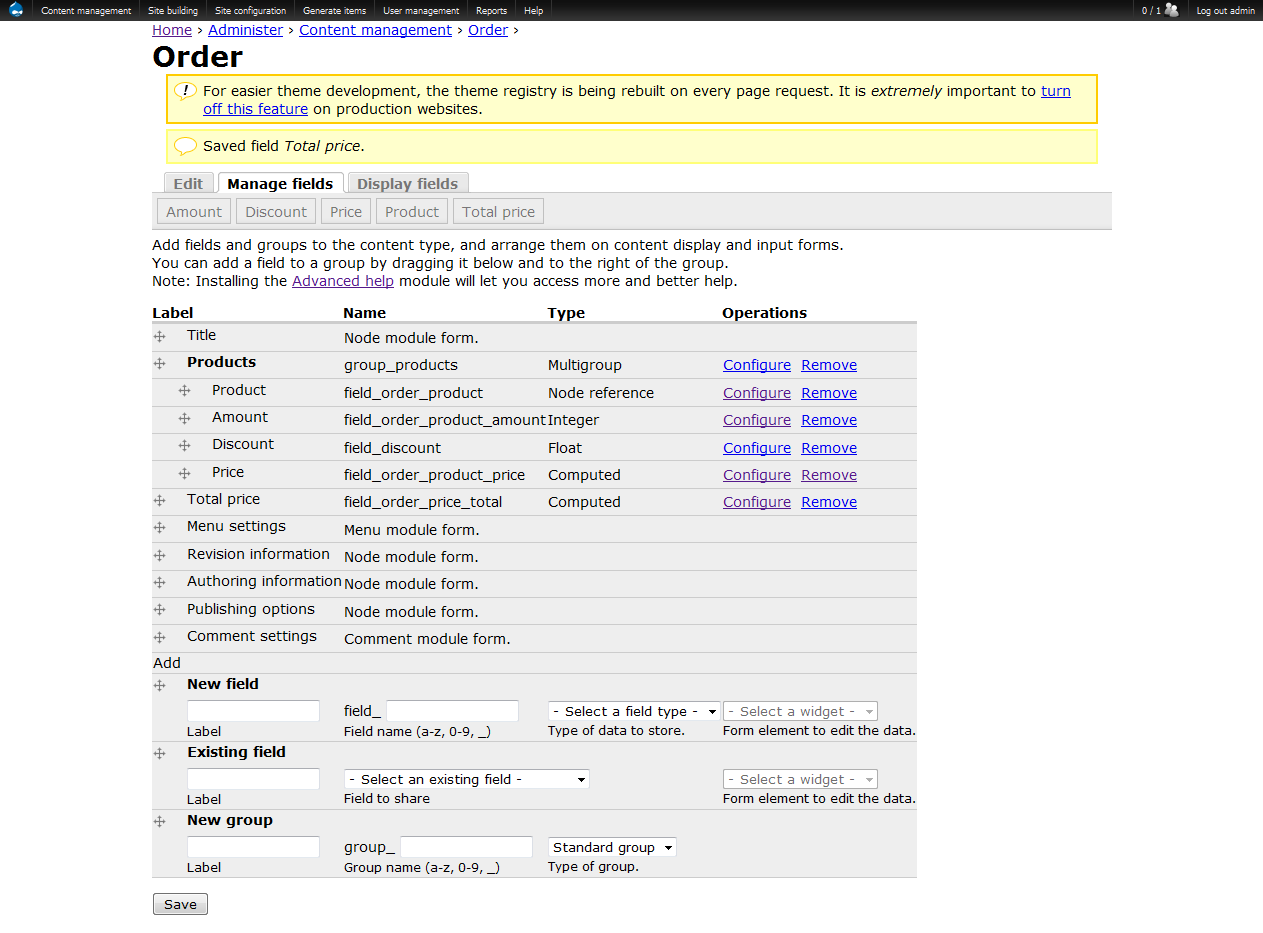 Content management Site building Site configuration Generate items User management Reports Help 0 / 1 Log out admin
Home › Administer › Content management › Order ›
Order
For easier theme development, the theme registry is being rebuilt on every page request. It is extremely important to turn
off this feature on production websites.
Saved field Total price.
Edit Manage fields Display fields
Amount Discount Price Product Total price
Add fields and groups to the content type, and arrange them on content display and input forms.
You can add a field to a group by dragging it below and to the right of the group.
Note: Installing the Advanced help module will let you access more and better help.
Label Name Type Operations
Title Node module form.
Products group_products Multigroup Configure Remove
Product field_order_product Node reference Configure Remove
Amount field_order_product_amount Integer Configure Remove
Discount field_discount Float Configure Remove
Price field_order_product_price Computed Configure Remove
Total price field_order_price_total Computed Configure Remove
Menu settings Menu module form.
Revision information Node module form.
Authoring information Node module form.
Publishing options Node module form.
Comment settings Comment module form.
Add
New field
field_ - Select a field type - - Select a widget -
Label Field name (a-z, 0-9, _) Type of data to store. Form element to edit the data.
Existing field
- Select an existing field - - Select a widget -
Label Field to share Form element to edit the data.
New group
group_ Standard group
Label Group name (a-z, 0-9, _) Type of group.
Save